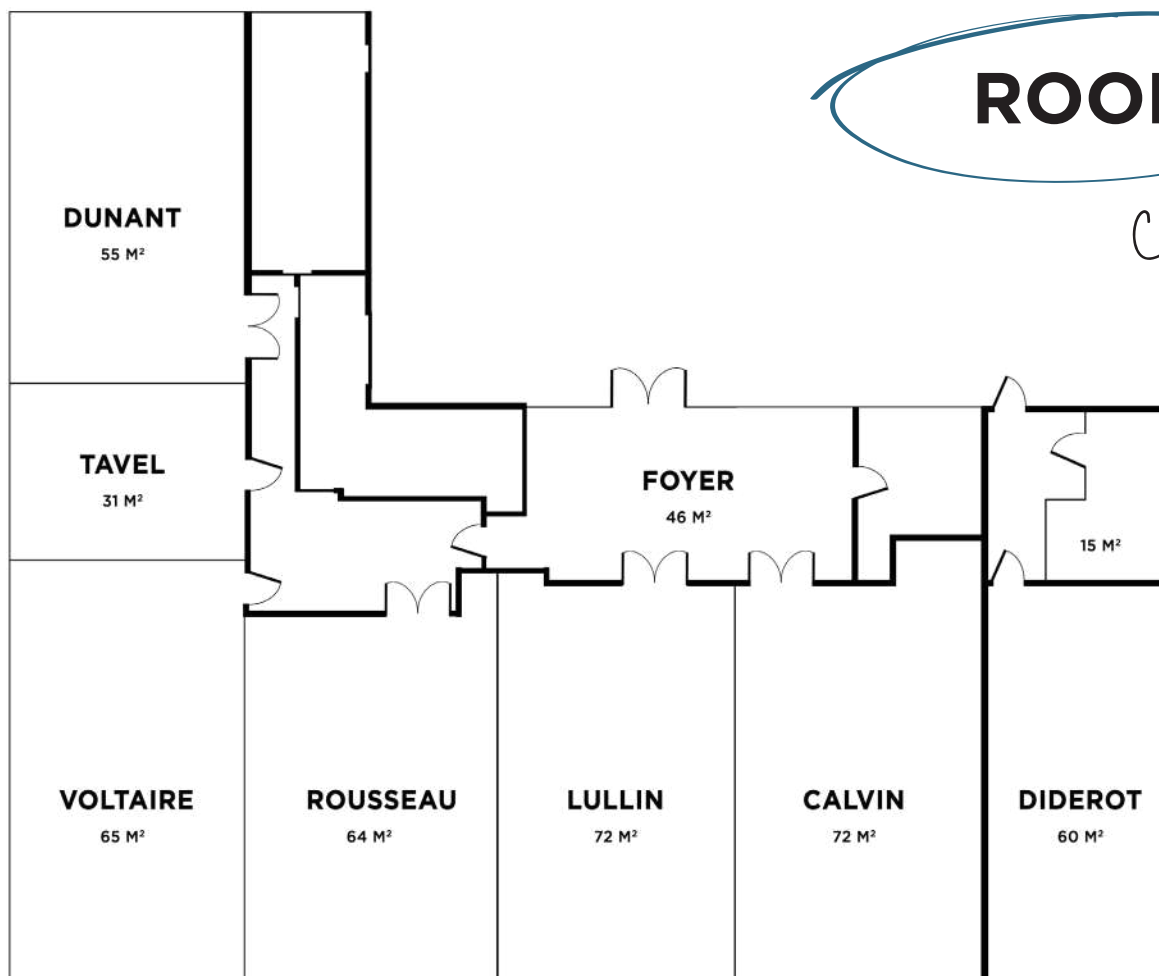 ROO
DUNANT
55 M²
TAVEL
31 M²
FOYER
46 M²
15 M²
VOLTAIRE
65 M²
ROUSSEAU
64 M²
LULLIN
72 M²
CALVIN
72 M²
DIDEROT
60 M²